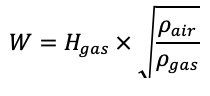 W = H_gas × √(ρ_air / ρ_gas)